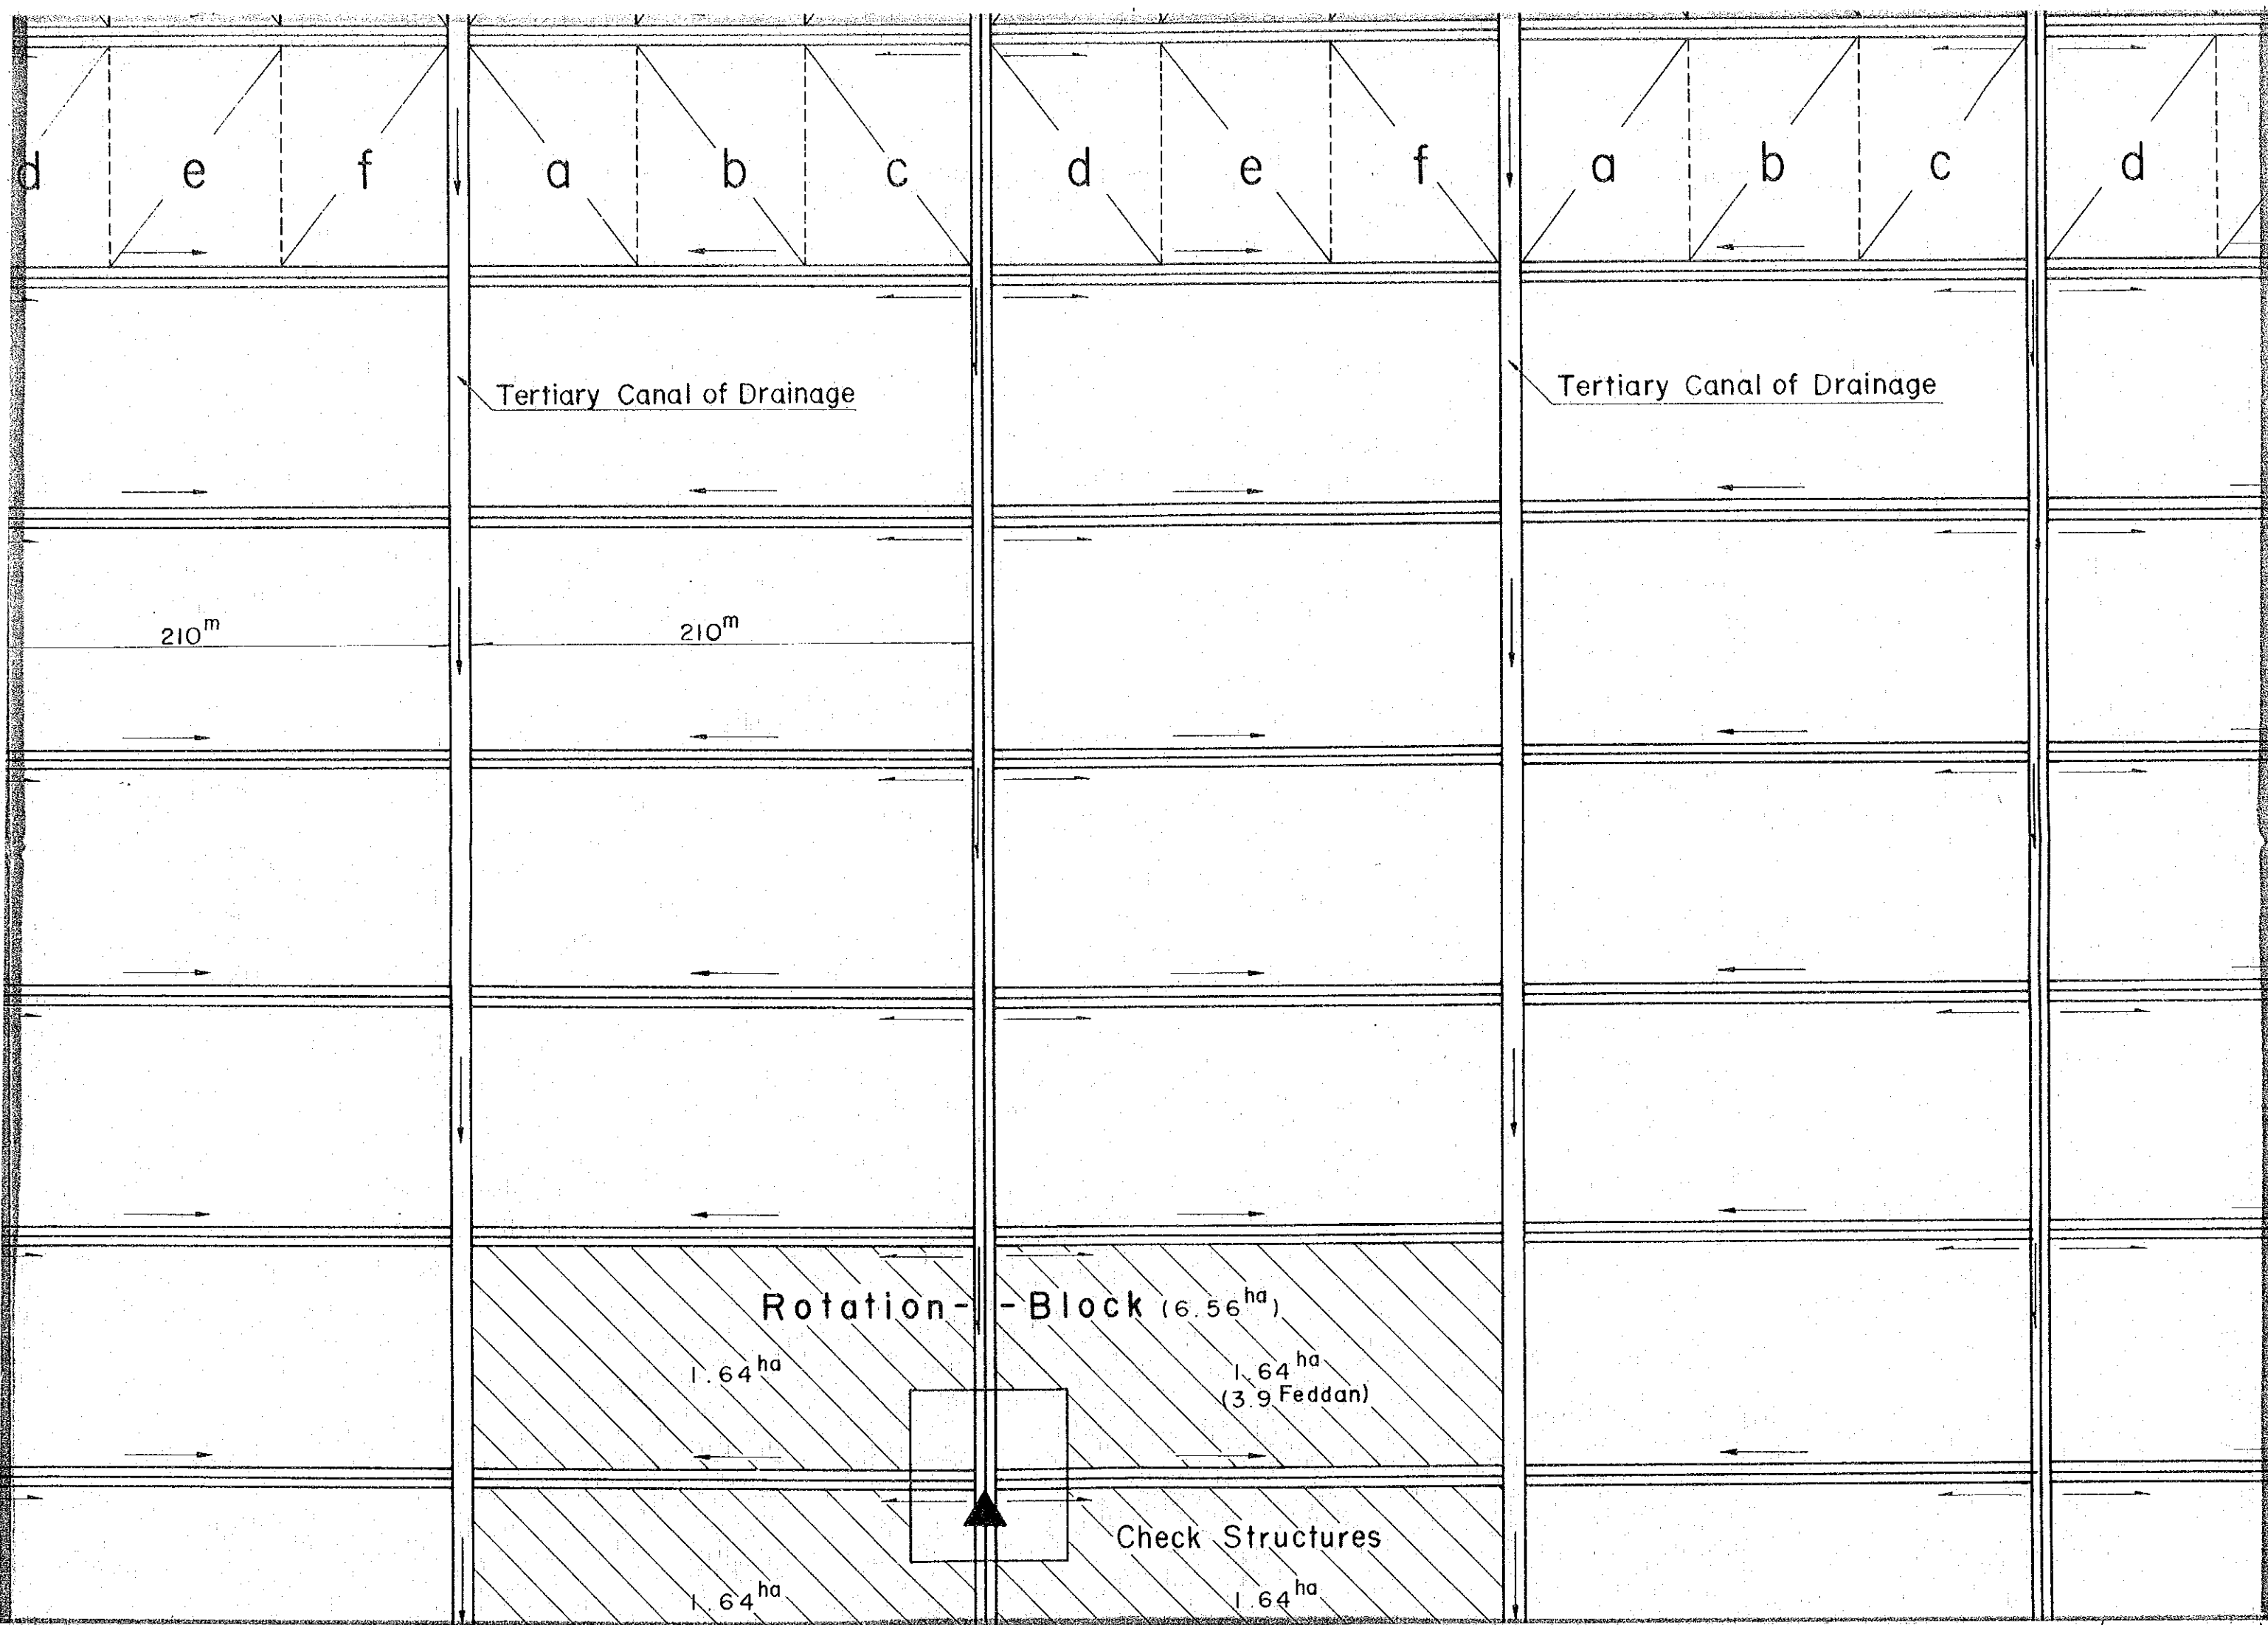 d e f a b c d e f a b c d
Tertiary Canal of Drainage
Tertiary Canal of Drainage
210m
210m
Rotation- -Block (6.56ha)
1.64ha
1.64ha
(3.9 Feddan)
Check Structures
1.64ha
1.64ha